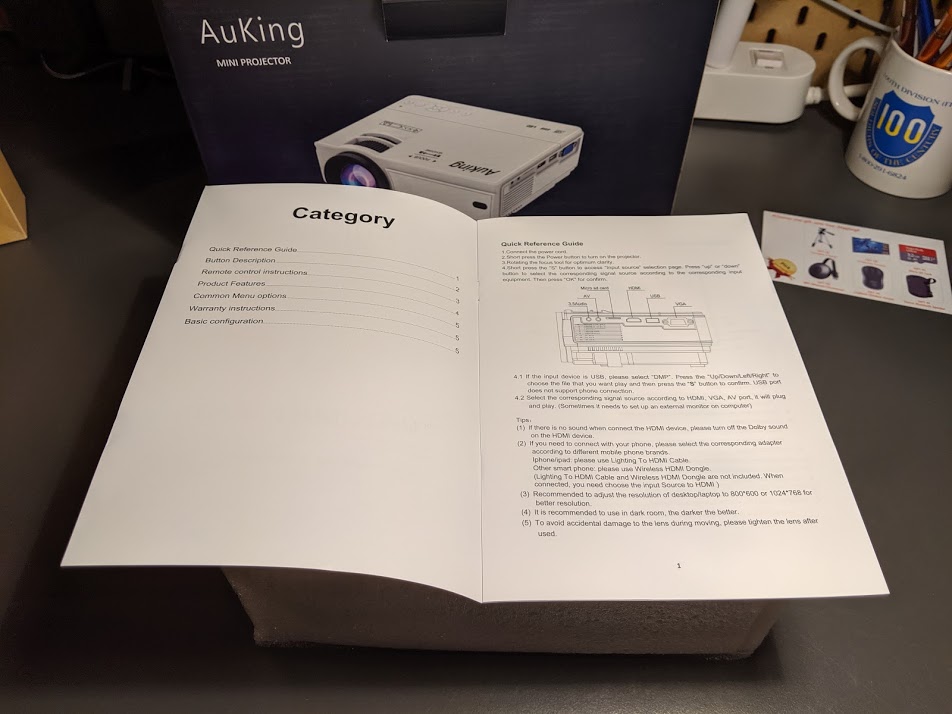 AuKing
MINI PROJECTOR
AuKing
100
1-800-291-6824
Category
Quick Reference Guide 1
Button Description 2
Remote control instructions 3
Product Features 4
Common Menu options 5
Warranty instructions 5
Basic configuration 5
Quick Reference Guide
1.Connect the power cord.
2.Short press the Power button to turn on the projector.
3.Rotating the focus tool for optimum clarity.
4.Short press the "S" button to access "Input source" selection page. Press "up" or "down"
button to select the corresponding signal source according to the corresponding input
equipment. Then press "OK" for confirm.
Micro sd card
HDMI
AV
USB
VGA
4.1 If the input device is USB, please select "DMP". Press the "Up/Down/Left/Right" to
choose the file that you want play and then press the "S" button to confirm. USB port
does not support phone connection.
4.2 Select the corresponding signal source according to HDMI, VGA, AV port, it will plug
and play. (Sometimes it needs to set up an external monitor on computer)
Tips:
(1) If there is no sound when connect the HDMI device, please turn off the Dolby sound
on the HDMI device.
(2) If you need to connect with your phone, please select the corresponding adapter
according to different mobile phone brands.
Iphone/ipad: please use Lighting To HDMI Cable.
Other smart phone: please use Wireless HDMI Dongle.
(Lighting To HDMI Cable and Wireless HDMI Dongle are not included. When
connected, you need choose the input Source to HDMI.)
(3) Recommended to adjust the resolution of desktop/laptop to 800*600 or 1024*768 for
better resolution.
(4) It is recommended to use in dark room, the darker the better.
(5) To avoid accidental damage to the lens during moving, please tighten the lens after
used.
1